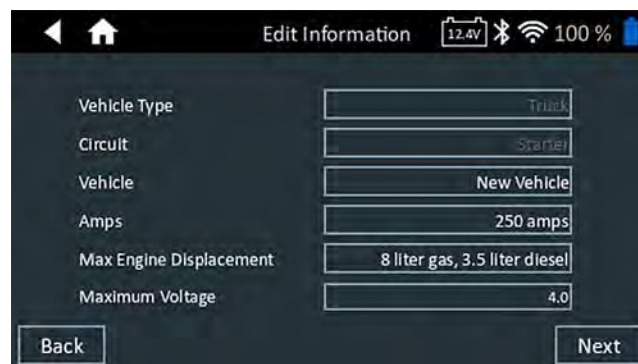 Edit Information 12.4V 100 %
Vehicle Type Truck
Circuit Starter
Vehicle New Vehicle
Amps 250 amps
Max Engine Displacement 8 liter gas, 3.5 liter diesel
Maximum Voltage 4.0
Back Next